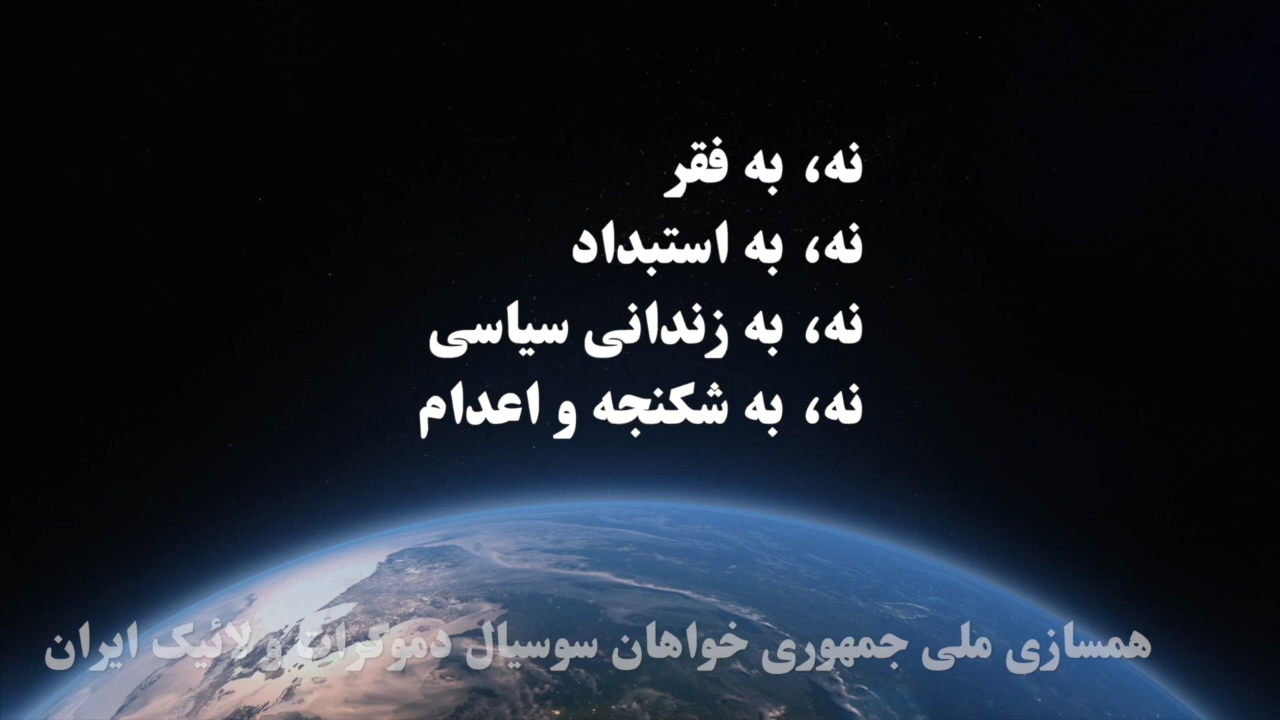 نه، به فقر
نه، به استبداد
نه، به زندانی سیاسی
نه، به شکنجه و اعدام
همسازی ملی جمهوری خواهان سوسیال دموکرات و لائیک ایران